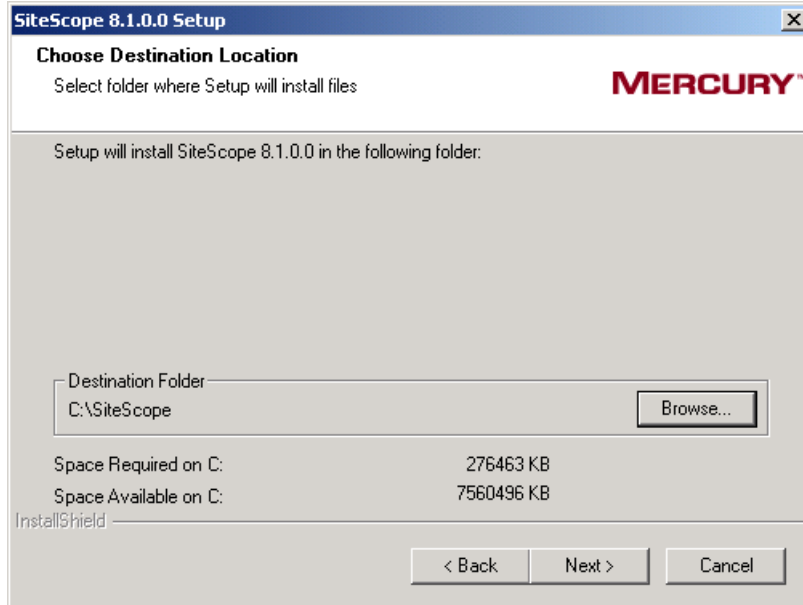 SiteScope 8.1.0.0 Setup
Choose Destination Location
Select folder where Setup will install files
MERCURY™
Setup will install SiteScope 8.1.0.0 in the following folder:
Destination Folder
C:\SiteScope
Browse...
Space Required on C: 276463 KB
Space Available on C: 7560496 KB
InstallShield
< Back Next > Cancel